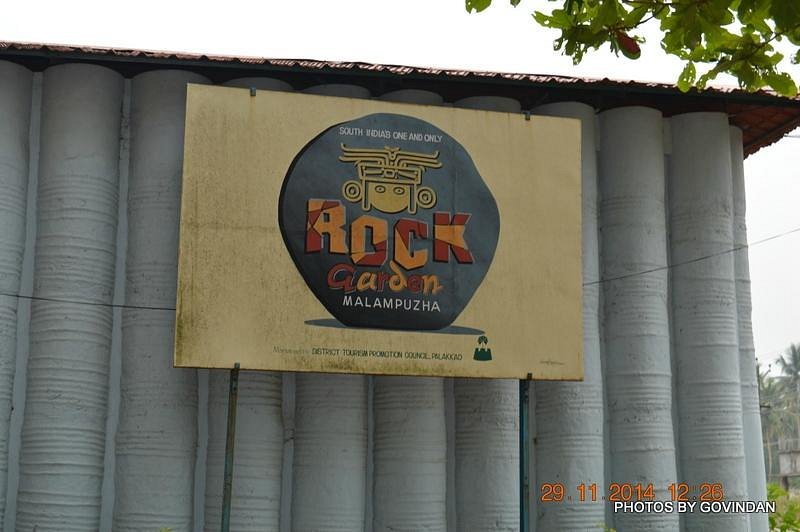 SOUTH INDIA'S ONE AND ONLY
ROCK
Garden
MALAMPUZHA
DISTRICT TOURISM PROMOTION COUNCIL, PALAKKAD
29.11.2014 12:26
PHOTOS BY GOVINDAN